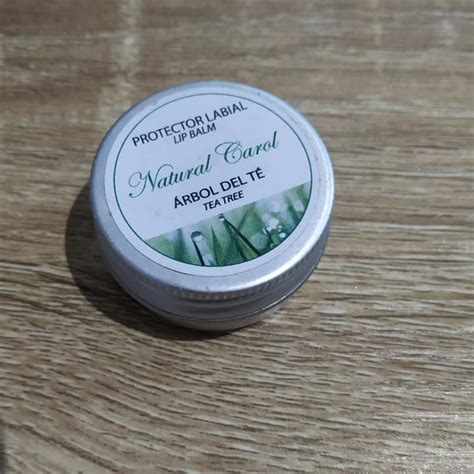 PROTECTOR LABIAL
LIP BALM
Natural Carol
ÁRBOL DEL TÉ
TEA TREE